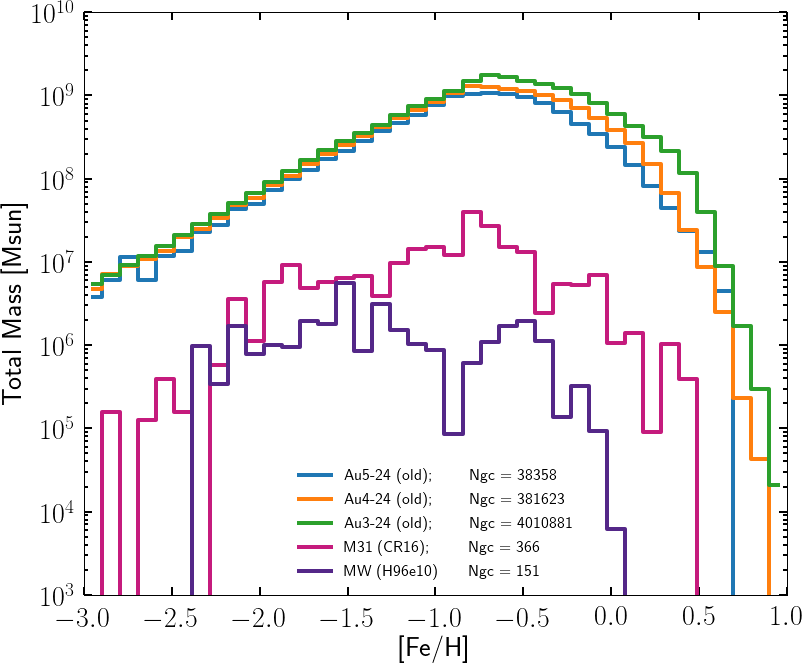 10^10
10^9
10^8
10^7
10^6
10^5
10^4
10^3
Total Mass [Msun]
Au5-24 (old); Ngc = 38358
Au4-24 (old); Ngc = 381623
Au3-24 (old); Ngc = 4010881
M31 (CR16); Ngc = 366
MW (H96e10) Ngc = 151
−3.0 −2.5 −2.0 −1.5 −1.0 −0.5 0.0 0.5 1.0
[Fe/H]